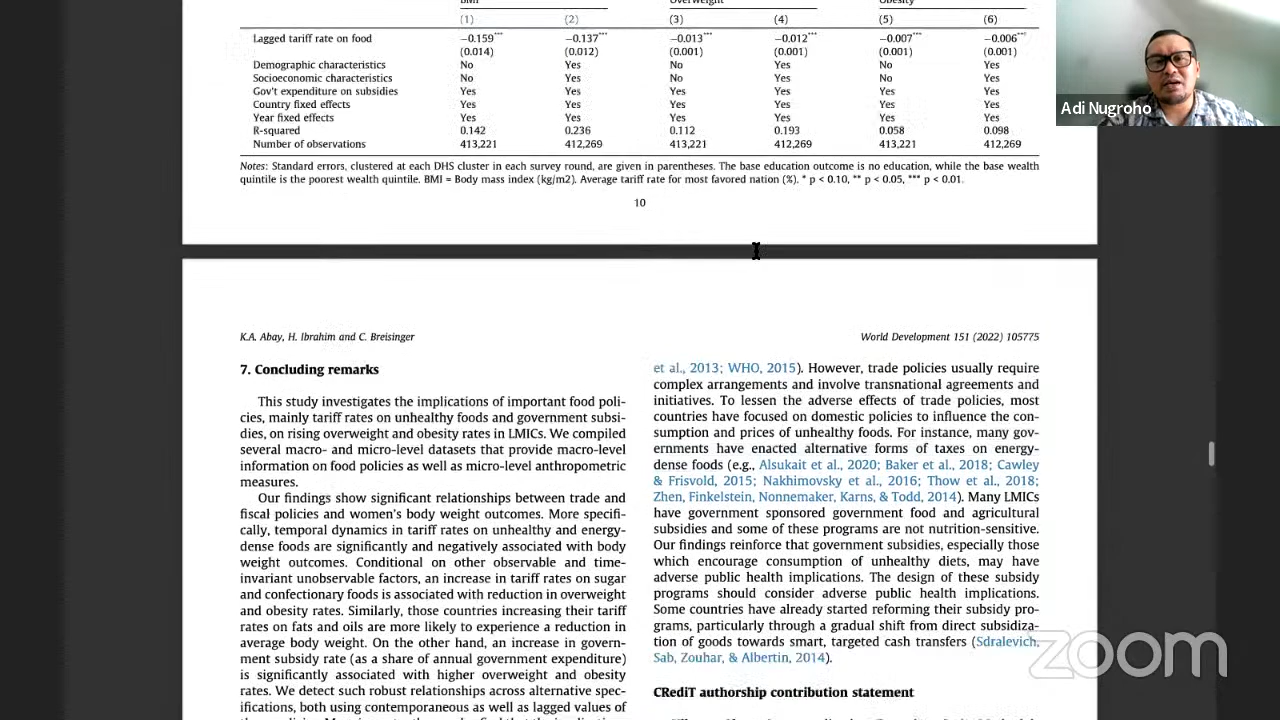 BMI Overweight Obesity
(1) (2) (3) (4) (5) (6)
Lagged tariff rate on food −0.159*** −0.137*** −0.013*** −0.012*** −0.007*** −0.006***
(0.014) (0.012) (0.001) (0.001) (0.001) (0.001)
Demographic characteristics No Yes No Yes No Yes
Socioeconomic characteristics No Yes No Yes No Yes
Gov't expenditure on subsidies Yes Yes Yes Yes Yes Yes
Country fixed effects Yes Yes Yes Yes Yes Yes
Year fixed effects Yes Yes Yes Yes Yes Yes
R-squared 0.142 0.236 0.112 0.193 0.058 0.098
Number of observations 413,221 412,269 413,221 412,269 413,221 412,269
Notes: Standard errors, clustered at each DHS cluster in each survey round, are given in parentheses. The base education outcome is no education, while the base wealth
quintile is the poorest wealth quintile. BMI = Body mass index (kg/m2). Average tariff rate for most favored nation (%). * p < 0.10, ** p < 0.05, *** p < 0.01.
10
Adi Nugroho
K.A. Abay, H. Ibrahim and C. Breisinger
World Development 151 (2022) 105775
7. Concluding remarks
This study investigates the implications of important food poli-
cies, mainly tariff rates on unhealthy foods and government subsi-
dies, on rising overweight and obesity rates in LMICs. We compiled
several macro- and micro-level datasets that provide macro-level
information on food policies as well as micro-level anthropometric
measures.
Our findings show significant relationships between trade and
fiscal policies and women's body weight outcomes. More specifi-
cally, temporal dynamics in tariff rates on unhealthy and energy-
dense foods are significantly and negatively associated with body
weight outcomes. Conditional on other observable and time-
invariant unobservable factors, an increase in tariff rates on sugar
and confectionary foods is associated with reduction in overweight
and obesity rates. Similarly, those countries increasing their tariff
rates on fats and oils are more likely to experience a reduction in
average body weight. On the other hand, an increase in govern-
ment subsidy rate (as a share of annual government expenditure)
is significantly associated with higher overweight and obesity
rates. We detect such robust relationships across alternative spec-
ifications, both using contemporaneous as well as lagged values of
et al., 2013; WHO, 2015). However, trade policies usually require
complex arrangements and involve transnational agreements and
initiatives. To lessen the adverse effects of trade policies, most
countries have focused on domestic policies to influence the con-
sumption and prices of unhealthy foods. For instance, many gov-
ernments have enacted alternative forms of taxes on energy-
dense foods (e.g., Alsukait et al., 2020; Baker et al., 2018; Cawley
& Frisvold, 2015; Nakhimovsky et al., 2016; Thow et al., 2018;
Zhen, Finkelstein, Nonnemaker, Karns, & Todd, 2014). Many LMICs
have government sponsored government food and agricultural
subsidies and some of these programs are not nutrition-sensitive.
Our findings reinforce that government subsidies, especially those
which encourage consumption of unhealthy diets, may have
adverse public health implications. The design of these subsidy
programs should consider adverse public health implications.
Some countries have already started reforming their subsidy pro-
grams, particularly through a gradual shift from direct subsidiza-
tion of goods towards smart, targeted cash transfers (Sdralevich,
Sab, Zouhar, & Albertin, 2014).
CRediT authorship contribution statement
zoom